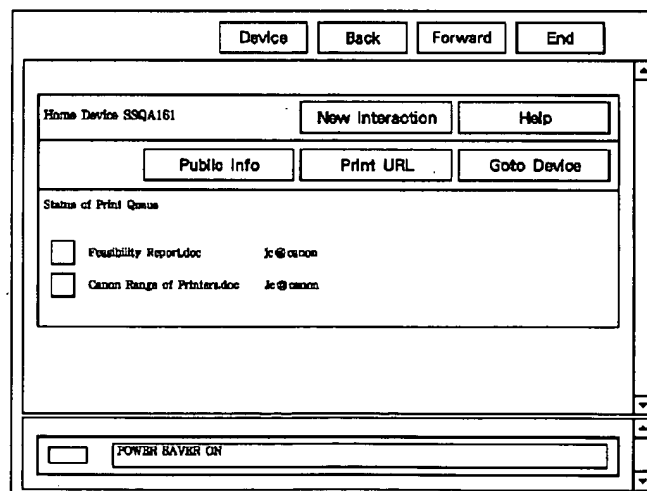 Device Back Forward End
Home Device SSQA161 New Interaction Help
Public Info Print URL Goto Device
Status of Print Queue
Feasibility Report.doc jc@canon
Canon Range of Printers.doc jc@canon
POWER SAVER ON